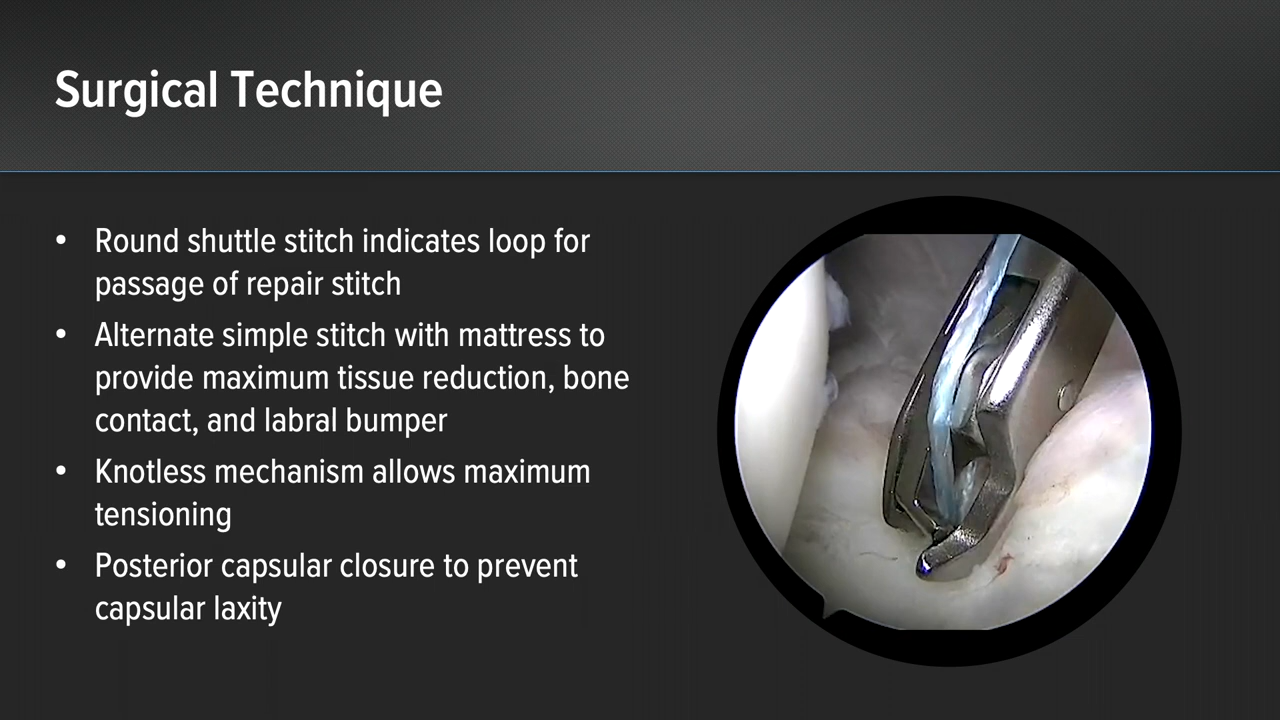 Surgical Technique
• Round shuttle stitch indicates loop for
passage of repair stitch
• Alternate simple stitch with mattress to
provide maximum tissue reduction, bone
contact, and labral bumper
• Knotless mechanism allows maximum
tensioning
• Posterior capsular closure to prevent
capsular laxity